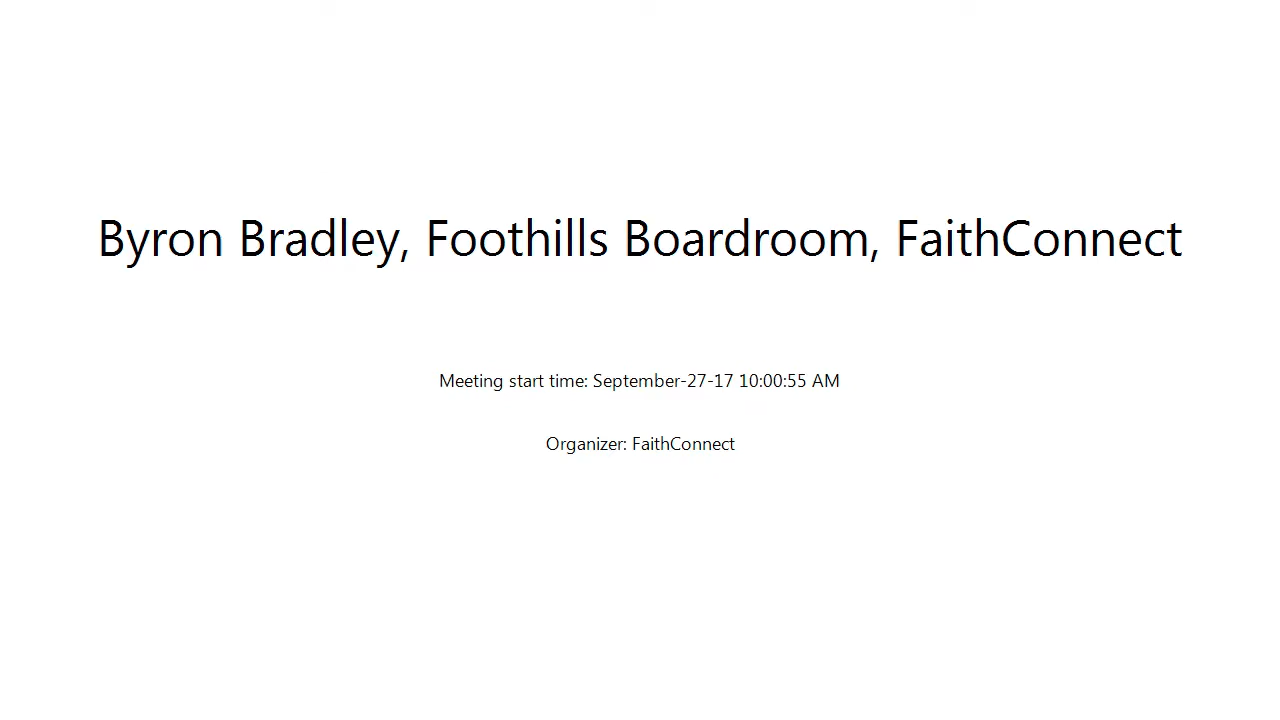 Byron Bradley, Foothills Boardroom, FaithConnect
Meeting start time: September-27-17 10:00:55 AM
Organizer: FaithConnect